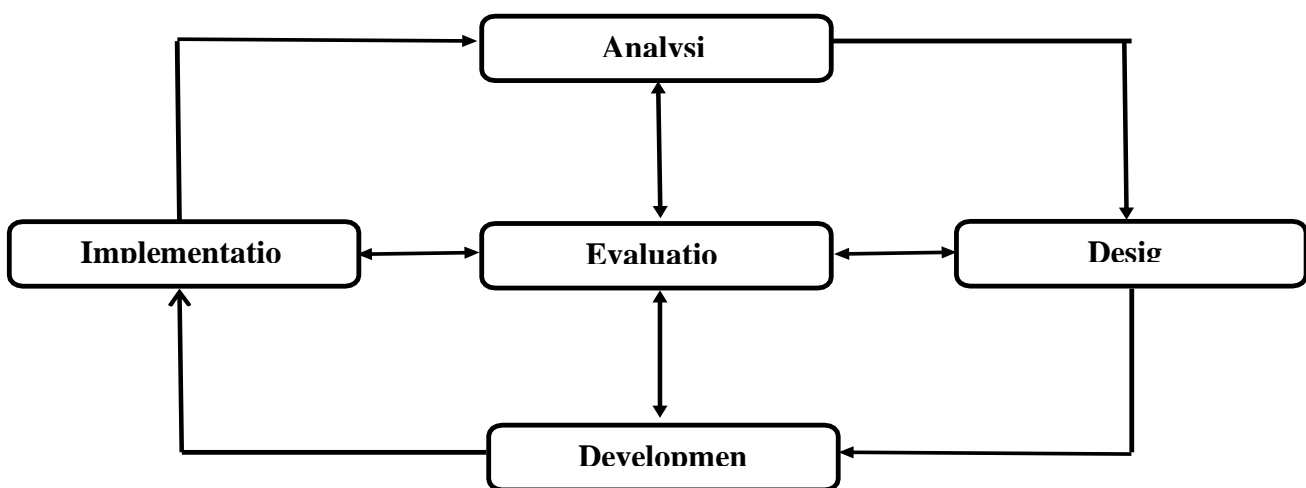 Analysi
Implementatio
Evaluatio
Desig
Developmen